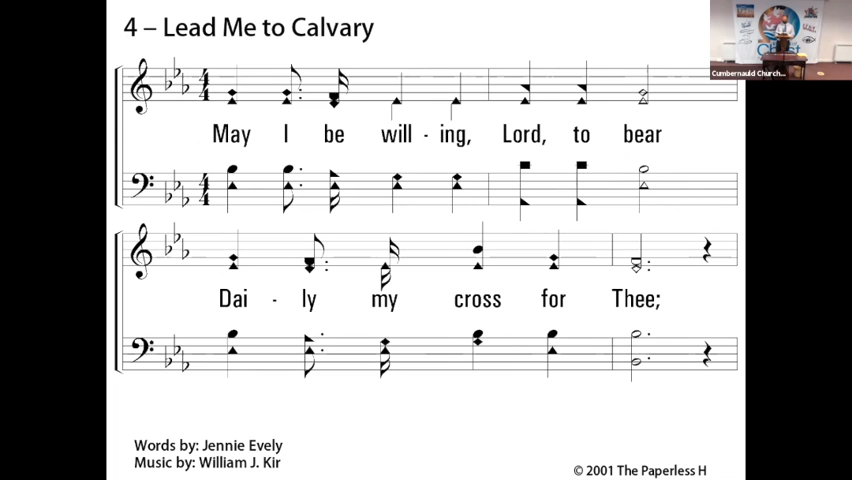 4 – Lead Me to Calvary
Cumbernauld Church...
May I be will - ing, Lord, to bear
Dai - ly my cross for Thee;
Words by: Jennie Evely
Music by: William J. Kir
© 2001 The Paperless H